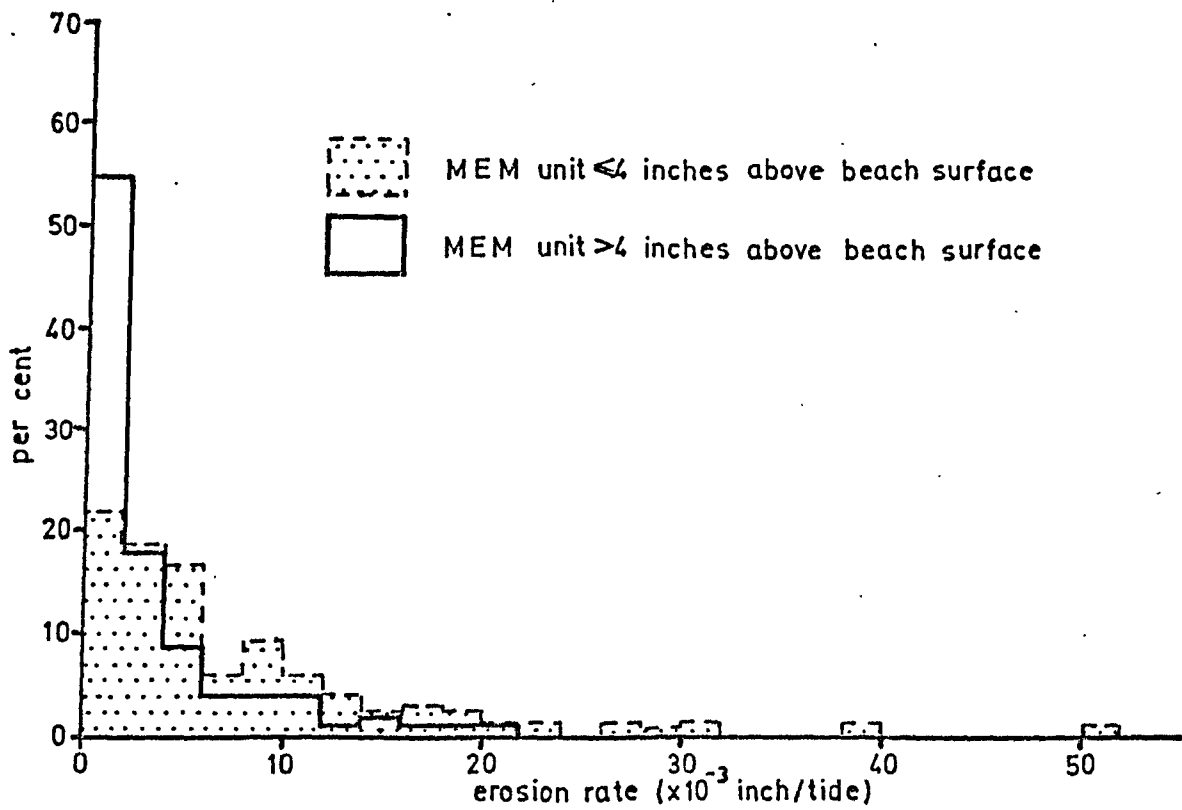 70
60
50
40
30
20
10
0
per cent
MEM unit ≤4 inches above beach surface
MEM unit >4 inches above beach surface
0 10 20 30 40 50
erosion rate (x10⁻³ inch/tide)